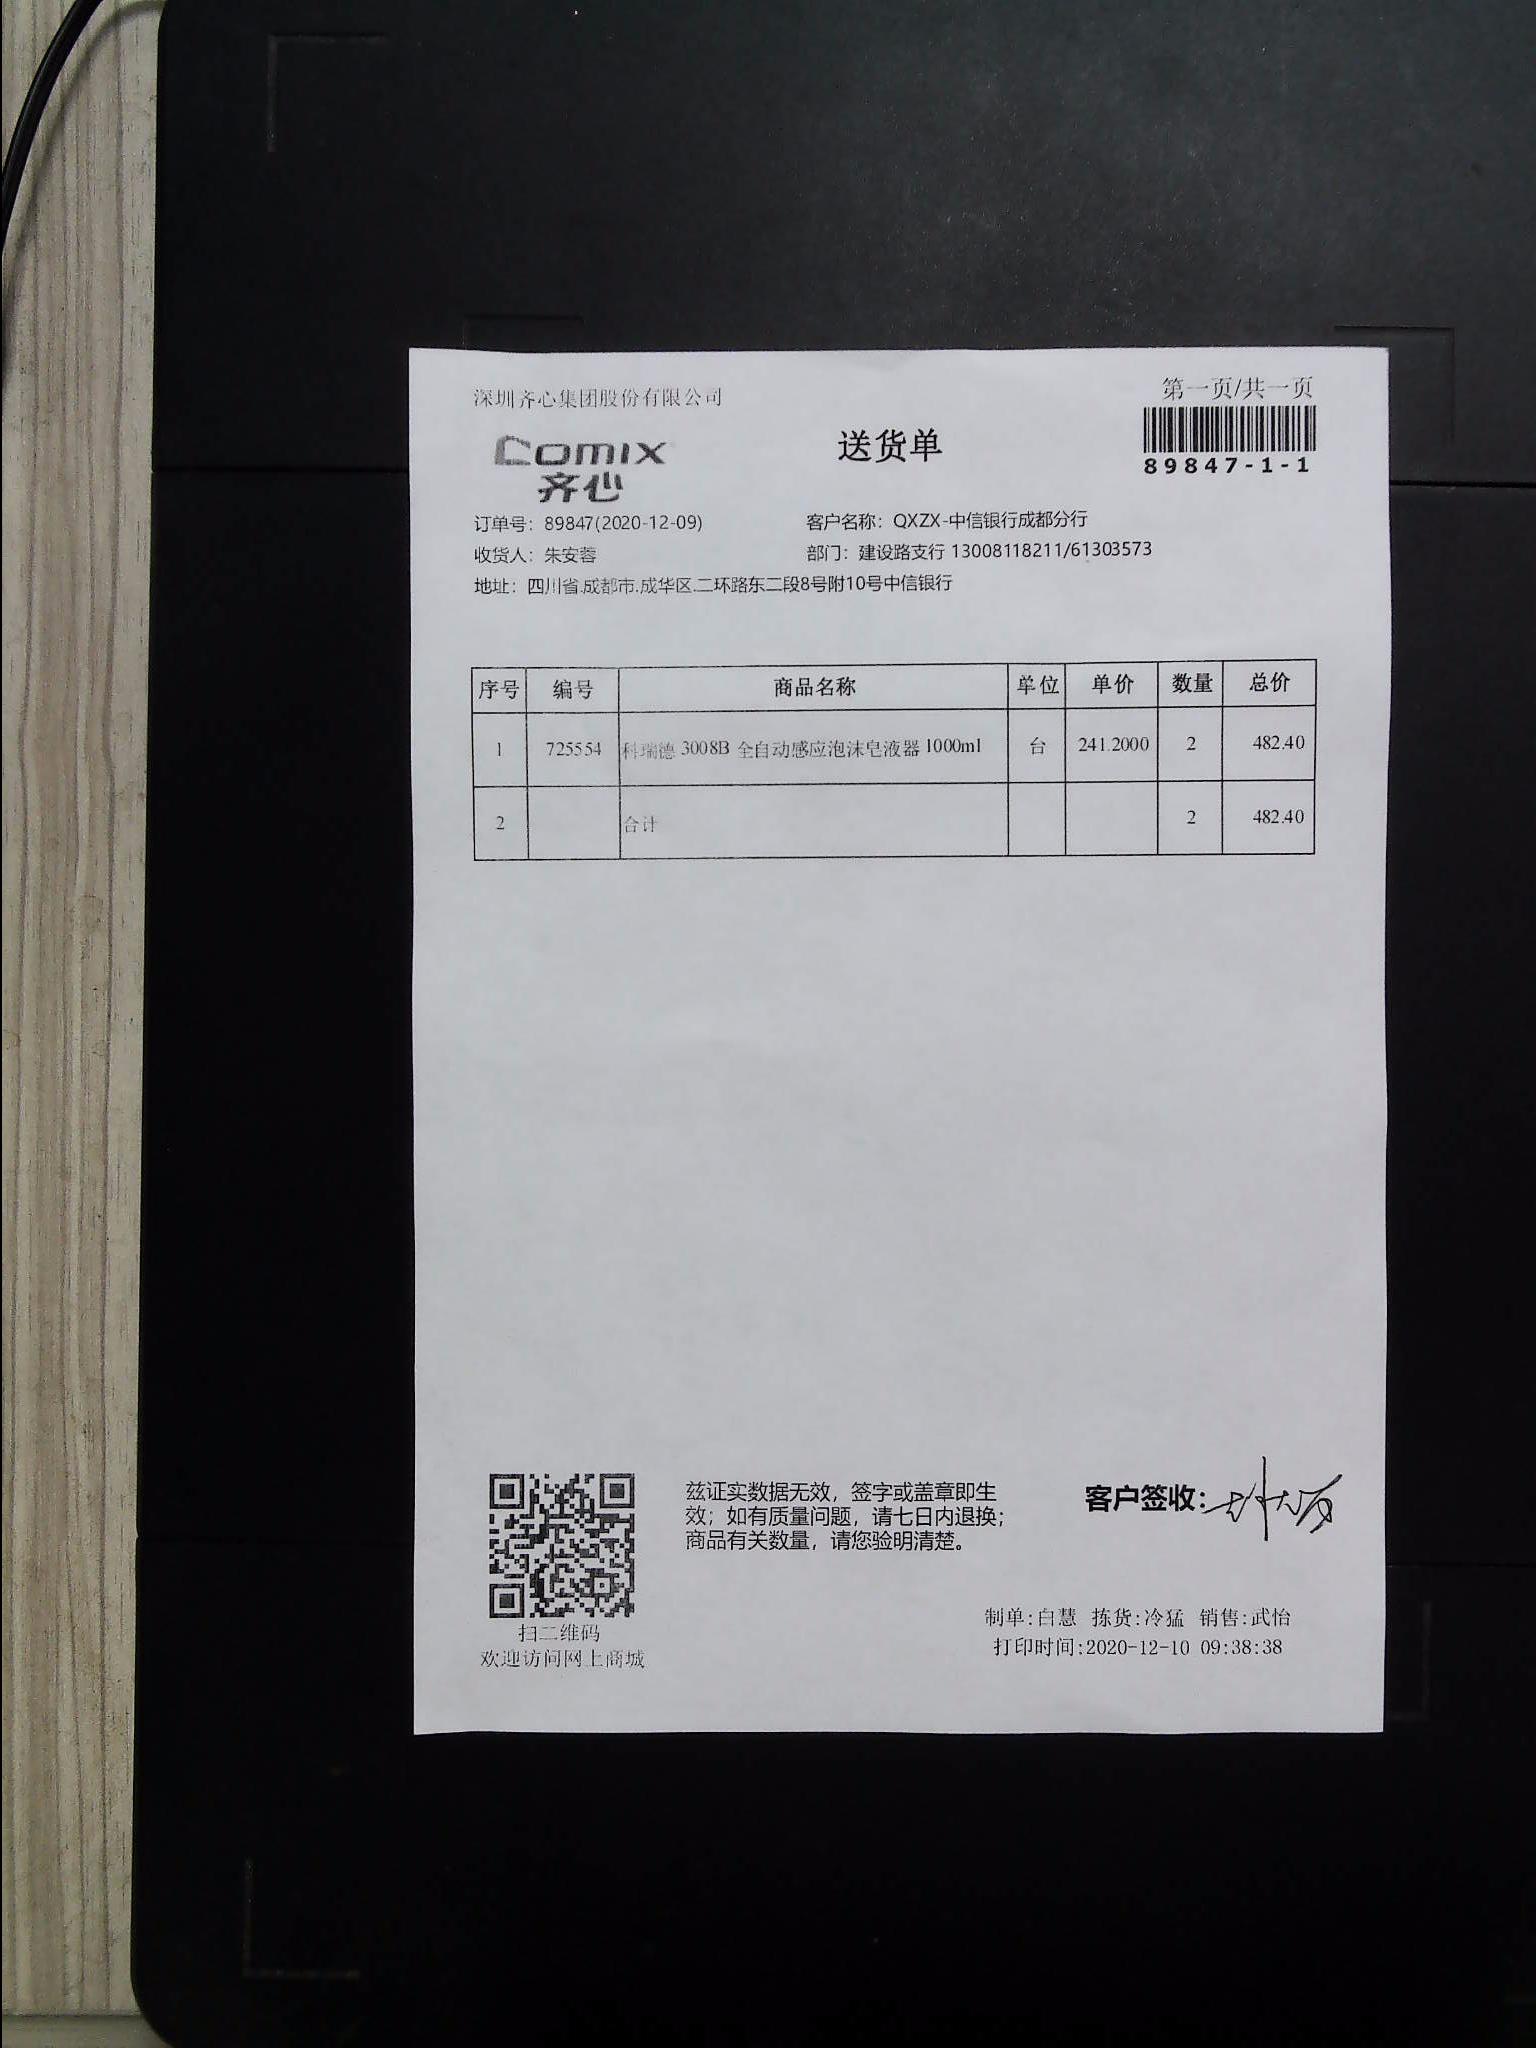 深圳齐心集团股份有限公司
第一页/共一页
comix
齐心
送货单
89847-1-1
订单号：89847(2020-12-09)
客户名称：QXZX-中信银行成都分行
收货人：朱安蓉
部门：建设路支行 13008118211/61303573
地址：四川省.成都市.成华区.二环路东二段8号附10号中信银行
序号 编号 商品名称 单位 单价 数量 总价
1 725554 科瑞德 3008B 全自动感应泡沫皂液器 1000ml 台 241.2000 2 482.40
2 合计 2 482.40
兹证实数据无效，签字或盖章即生
效；如有质量问题，请七日内退换；
商品有关数量，请您验明清楚。
客户签收：
扫二维码
欢迎访问网上商城
制单:白慧 拣货:冷猛 销售:武怡
打印时间:2020-12-10 09:38:38